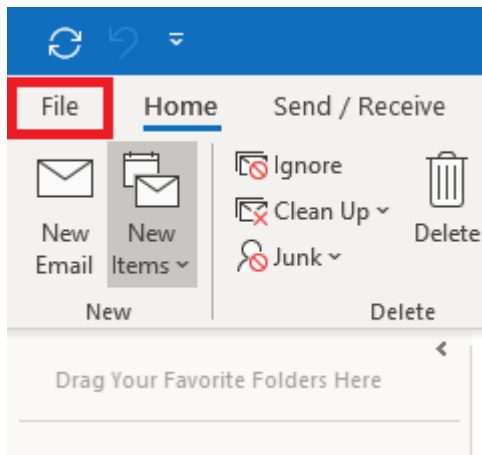 File Home Send / Receive
Ignore
Clean Up
Junk
New Email
New Items
Delete
New
Delete
Drag Your Favorite Folders Here